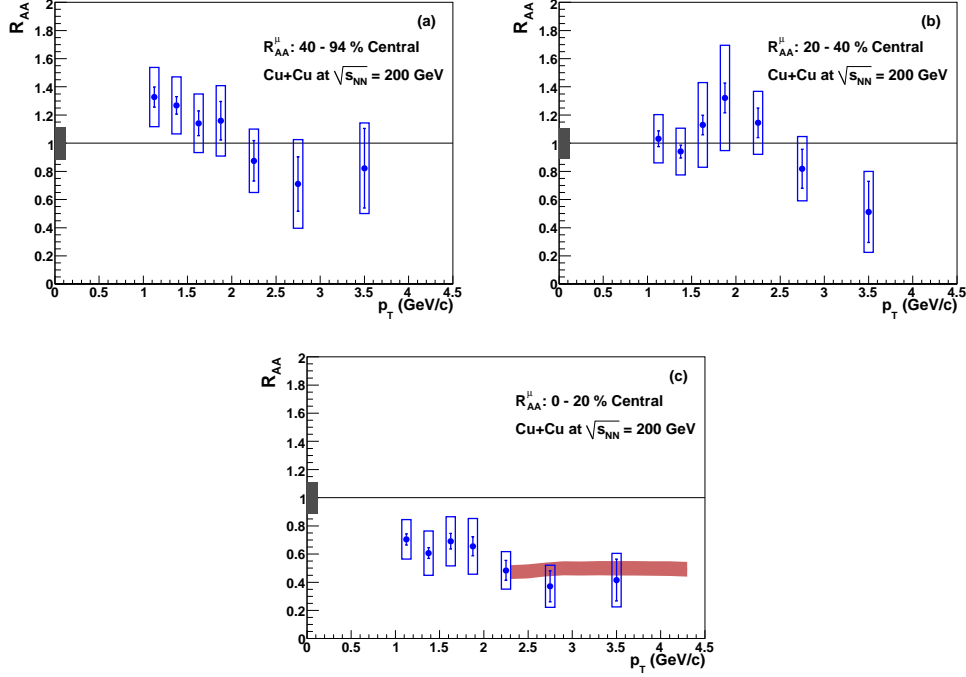 (a)
R_AA^μ: 40 - 94 % Central
Cu+Cu at √s_NN = 200 GeV
R_AA
2
1.8
1.6
1.4
1.2
1
0.8
0.6
0.4
0.2
0
0 0.5 1 1.5 2 2.5 3 3.5 4 4.5
p_T (GeV/c)
(b)
R_AA^μ: 20 - 40 % Central
Cu+Cu at √s_NN = 200 GeV
R_AA
2
1.8
1.6
1.4
1.2
1
0.8
0.6
0.4
0.2
0
0 0.5 1 1.5 2 2.5 3 3.5 4 4.5
p_T (GeV/c)
(c)
R_AA^μ: 0 - 20 % Central
Cu+Cu at √s_NN = 200 GeV
R_AA
2
1.8
1.6
1.4
1.2
1
0.8
0.6
0.4
0.2
0
0 0.5 1 1.5 2 2.5 3 3.5 4 4.5
p_T (GeV/c)